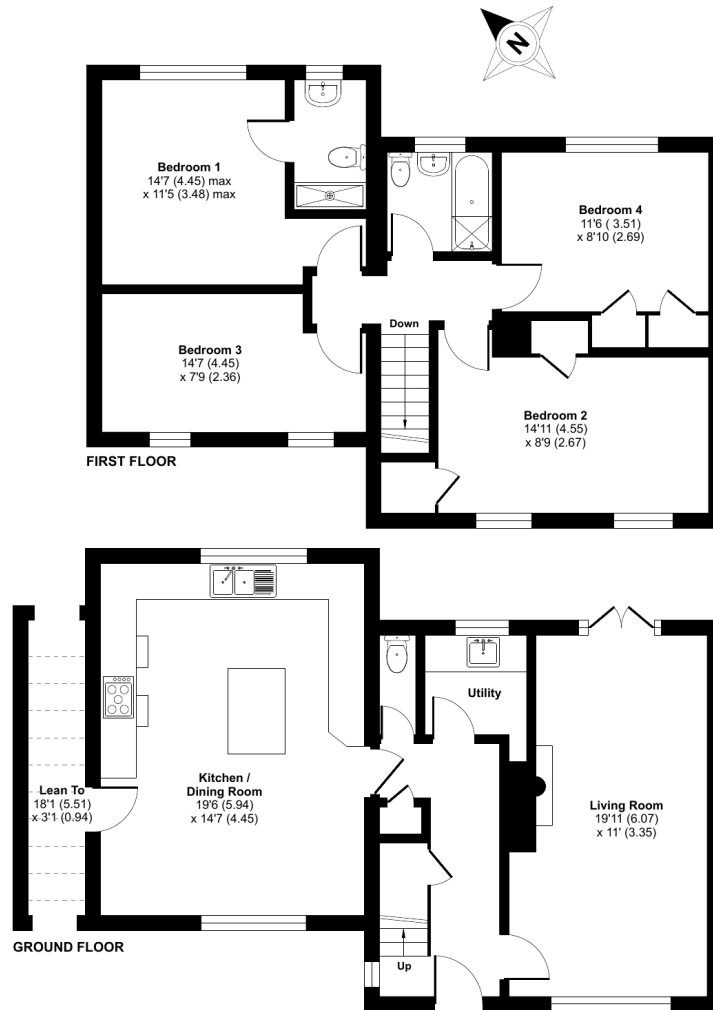 N
Bedroom 1
14'7 (4.45) max
x 11'5 (3.48) max
Bedroom 4
11'6 ( 3.51)
x 8'10 (2.69)
Down
Bedroom 3
14'7 (4.45)
x 7'9 (2.36)
Bedroom 2
14'11 (4.55)
x 8'9 (2.67)
FIRST FLOOR
Utility
Kitchen /
Dining Room
19'6 (5.94)
x 14'7 (4.45)
Lean To
18'1 (5.51)
x 3'1 (0.94)
Living Room
19'11 (6.07)
x 11' (3.35)
Up
GROUND FLOOR